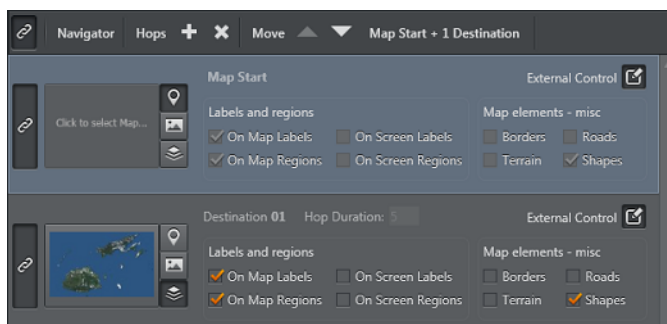 Navigator Hops Move Map Start + 1 Destination
Map Start External Control
Click to select Map...
Labels and regions Map elements - misc
On Map Labels On Screen Labels Borders Roads
On Map Regions On Screen Regions Terrain Shapes
Destination 01 Hop Duration: 5 External Control
Labels and regions Map elements - misc
On Map Labels On Screen Labels Borders Roads
On Map Regions On Screen Regions Terrain Shapes